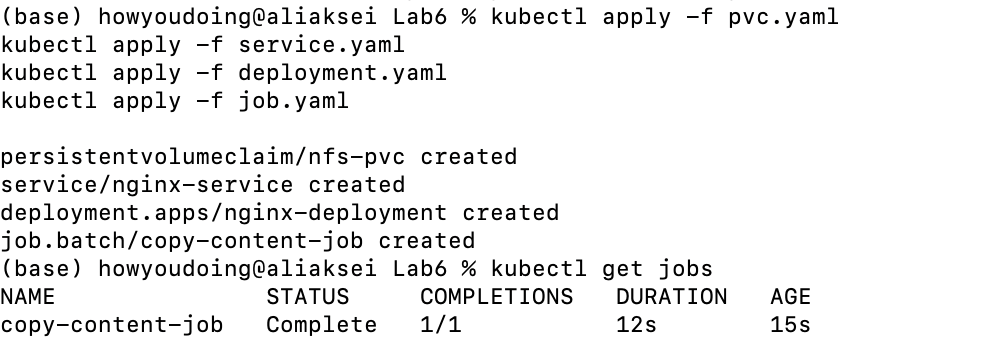 (base) howyoudoing@aliaksei Lab6 % kubectl apply -f pvc.yaml
kubectl apply -f service.yaml
kubectl apply -f deployment.yaml
kubectl apply -f job.yaml
persistentvolumeclaim/nfs-pvc created
service/nginx-service created
deployment.apps/nginx-deployment created
job.batch/copy-content-job created
(base) howyoudoing@aliaksei Lab6 % kubectl get jobs
NAME STATUS COMPLETIONS DURATION AGE
copy-content-job Complete 1/1 12s 15s